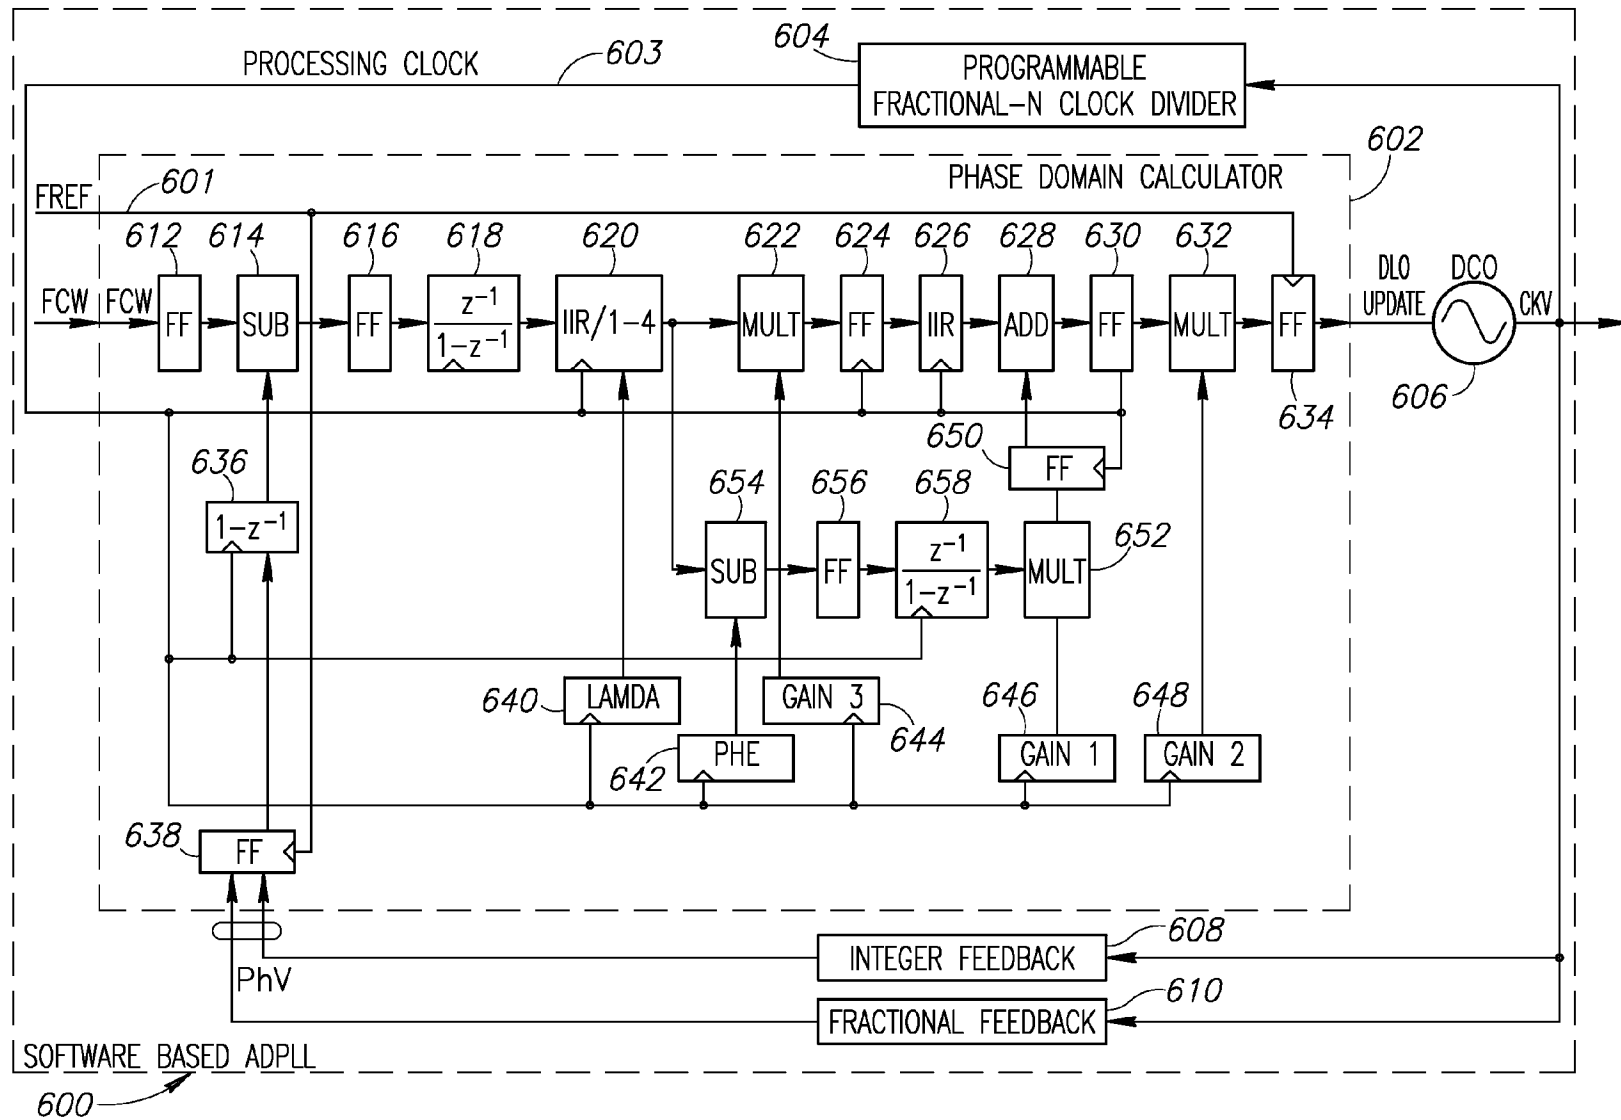 604
603
PROCESSING CLOCK
PROGRAMMABLE
FRACTIONAL-N CLOCK DIVIDER
602
PHASE DOMAIN CALCULATOR
FREF
601
612
614
616
618
620
622
624
626
628
630
632
FCW
FCW
FF
SUB
FF
z⁻¹
1-z⁻¹
IIR/1-4
MULT
FF
IIR
ADD
FF
MULT
FF
DLO
UPDATE
DCO
CKV
606
634
650
FF
636
1-z⁻¹
654
656
658
652
SUB
FF
z⁻¹
1-z⁻¹
MULT
640
LAMDA
GAIN 3
644
642
PHE
646
GAIN 1
648
GAIN 2
638
FF
608
INTEGER FEEDBACK
PhV
610
FRACTIONAL FEEDBACK
SOFTWARE BASED ADPLL
600